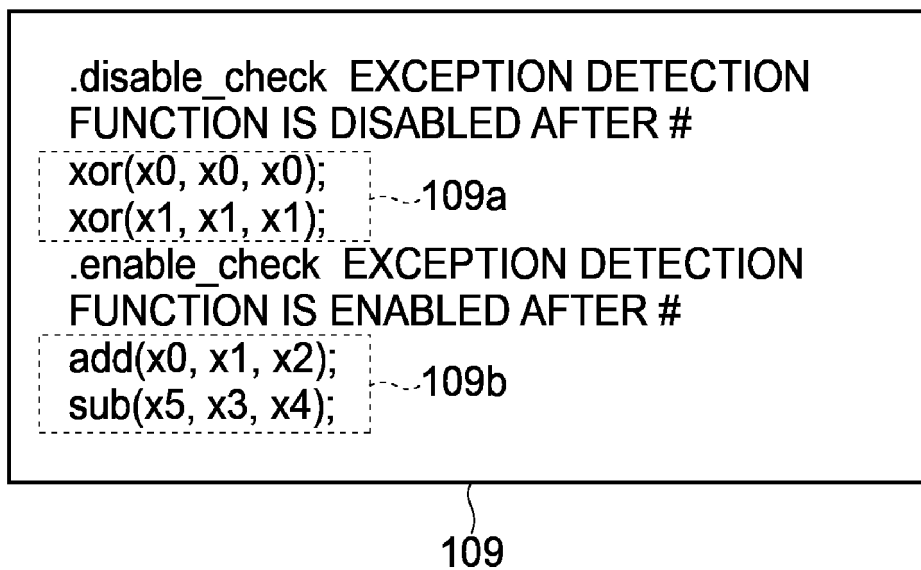 .disable_check EXCEPTION DETECTION
FUNCTION IS DISABLED AFTER #
xor(x0, x0, x0);
xor(x1, x1, x1);
109a
.enable_check EXCEPTION DETECTION
FUNCTION IS ENABLED AFTER #
add(x0, x1, x2);
sub(x5, x3, x4);
109b
109